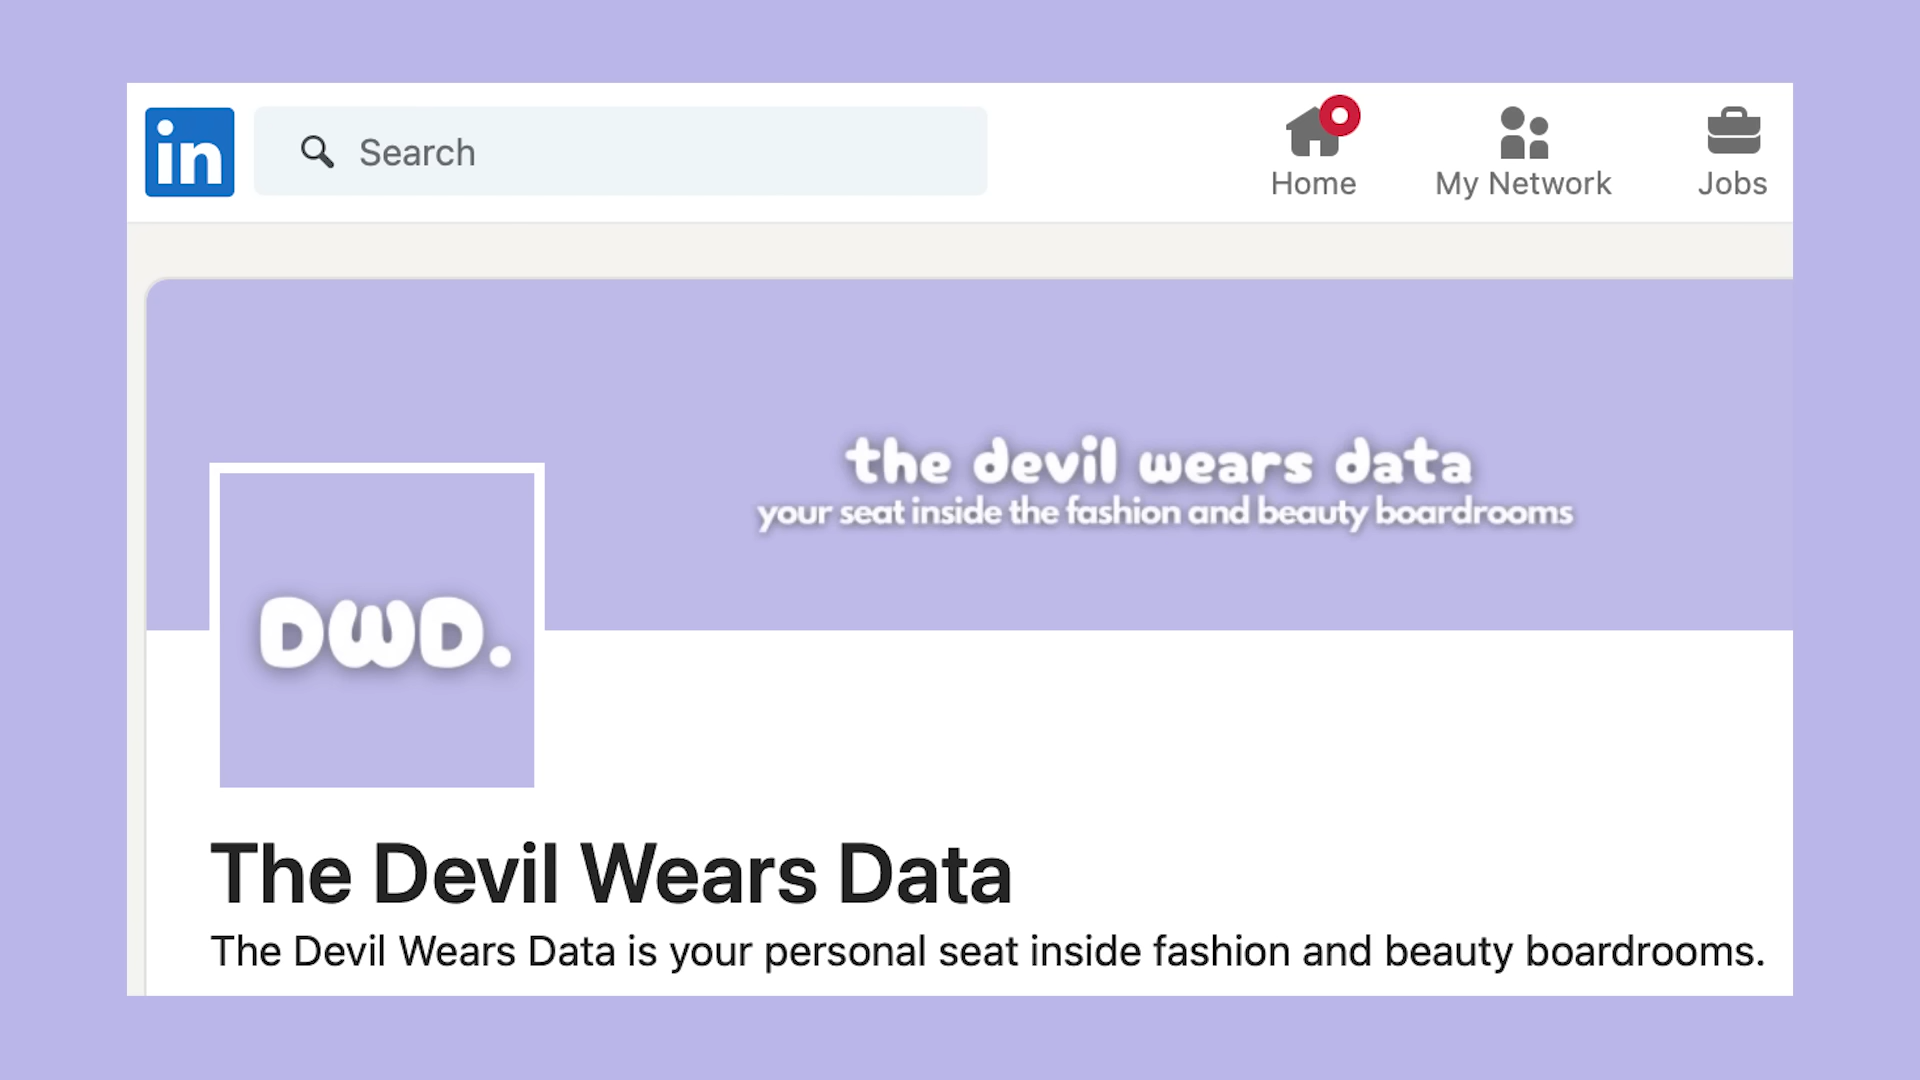 in
Search
Home
My Network
Jobs
the devil wears data
your seat inside the fashion and beauty boardrooms
DWD.
The Devil Wears Data
The Devil Wears Data is your personal seat inside fashion and beauty boardrooms.